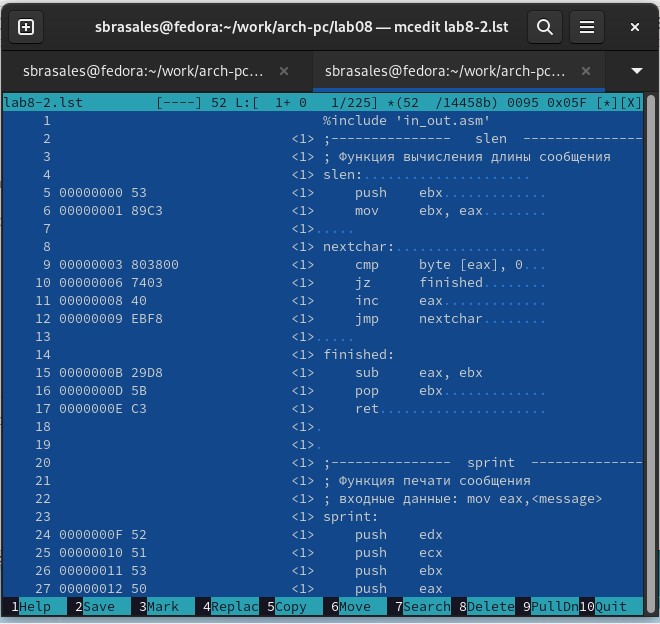 sbrasales@fedora:~/work/arch-pc/lab08 — mcedit lab8-2.lst
sbrasales@fedora:~/work/arch-pc... × sbrasales@fedora:~/work/arch-pc... ×
lab8-2.lst [----] 52 L:[ 1+ 0 1/225] *(52 /14458b) 0095 0x05F [*][X]
1 %include 'in_out.asm'
2 <1> ;--------------- slen ---------------
3 <1> ; Функция вычисления длины сообщения
4 <1> slen:.....................
5 00000000 53 <1> push ebx.............
6 00000001 89C3 <1> mov ebx, eax........
7 <1>.....
8 <1> nextchar:...................
9 00000003 803800 <1> cmp byte [eax], 0...
10 00000006 7403 <1> jz finished........
11 00000008 40 <1> inc eax.............
12 00000009 EBF8 <1> jmp nextchar........
13 <1>.....
14 <1> finished:
15 0000000B 29D8 <1> sub eax, ebx
16 0000000D 5B <1> pop ebx.............
17 0000000E C3 <1> ret.....................
18 <1>.
19 <1>.
20 <1> ;--------------- sprint --------------
21 <1> ; Функция печати сообщения
22 <1> ; входные данные: mov eax,<message>
23 <1> sprint:
24 0000000F 52 <1> push edx
25 00000010 51 <1> push ecx
26 00000011 53 <1> push ebx
27 00000012 50 <1> push eax
1Help 2Save 3Mark 4Replac 5Copy 6Move 7Search 8Delete 9PullDn 10Quit